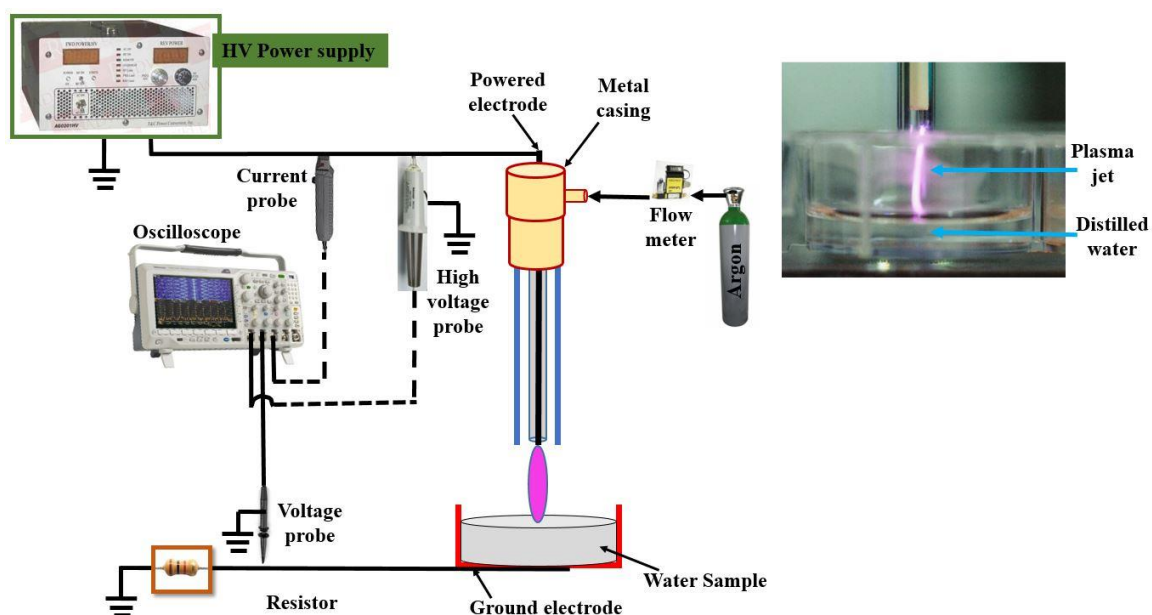 HV Power supply
Powered
electrode
Metal
casing
Current
probe
Flow
meter
Plasma
jet
Oscilloscope
High
voltage
probe
Argon
Distilled
water
Voltage
probe
Water Sample
Resistor
Ground electrode